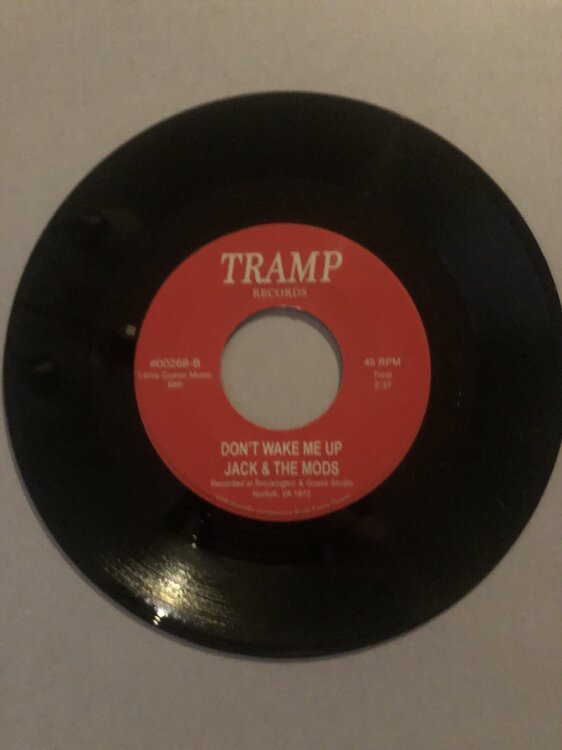 TRAMP
RECORDS
#00268-B
Lenis Guess Music
BMI
45 RPM
Time
2:37
DON'T WAKE ME UP
JACK & THE MODS
Recorded at Brockington & Guess Studio
Norfolk, VA 1972